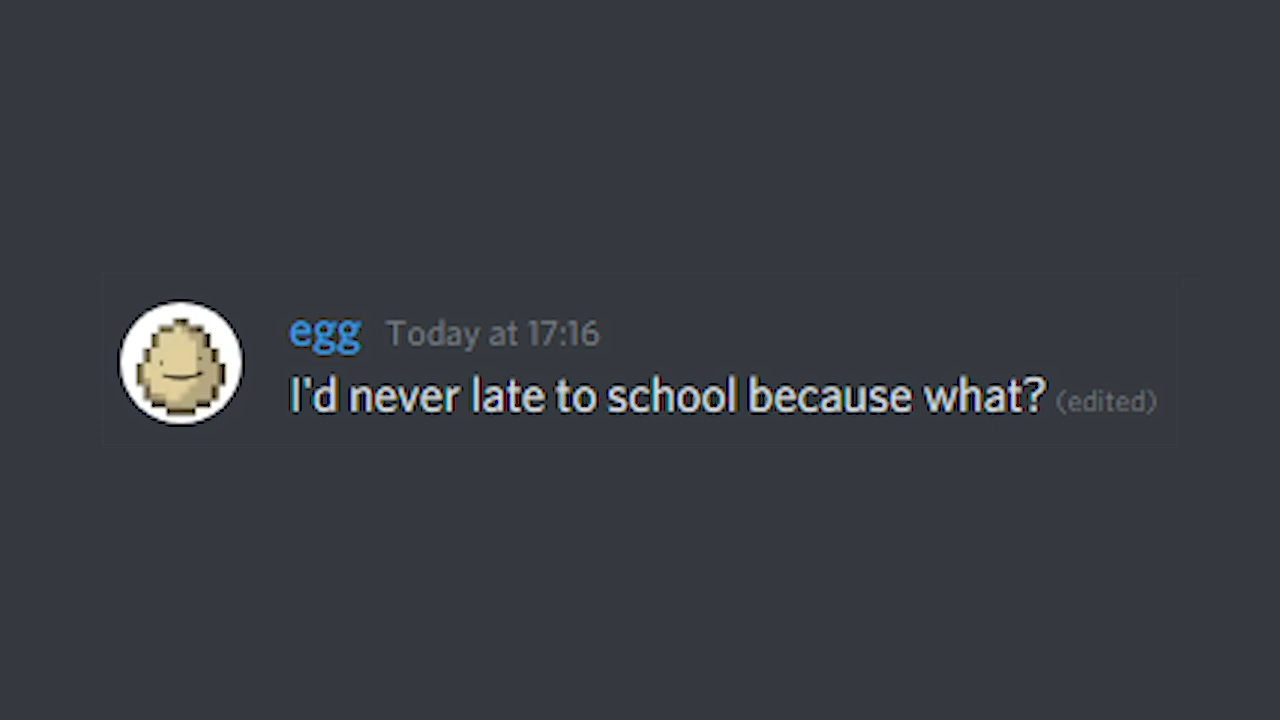 egg Today at 17:16
I'd never late to school because what? (edited)